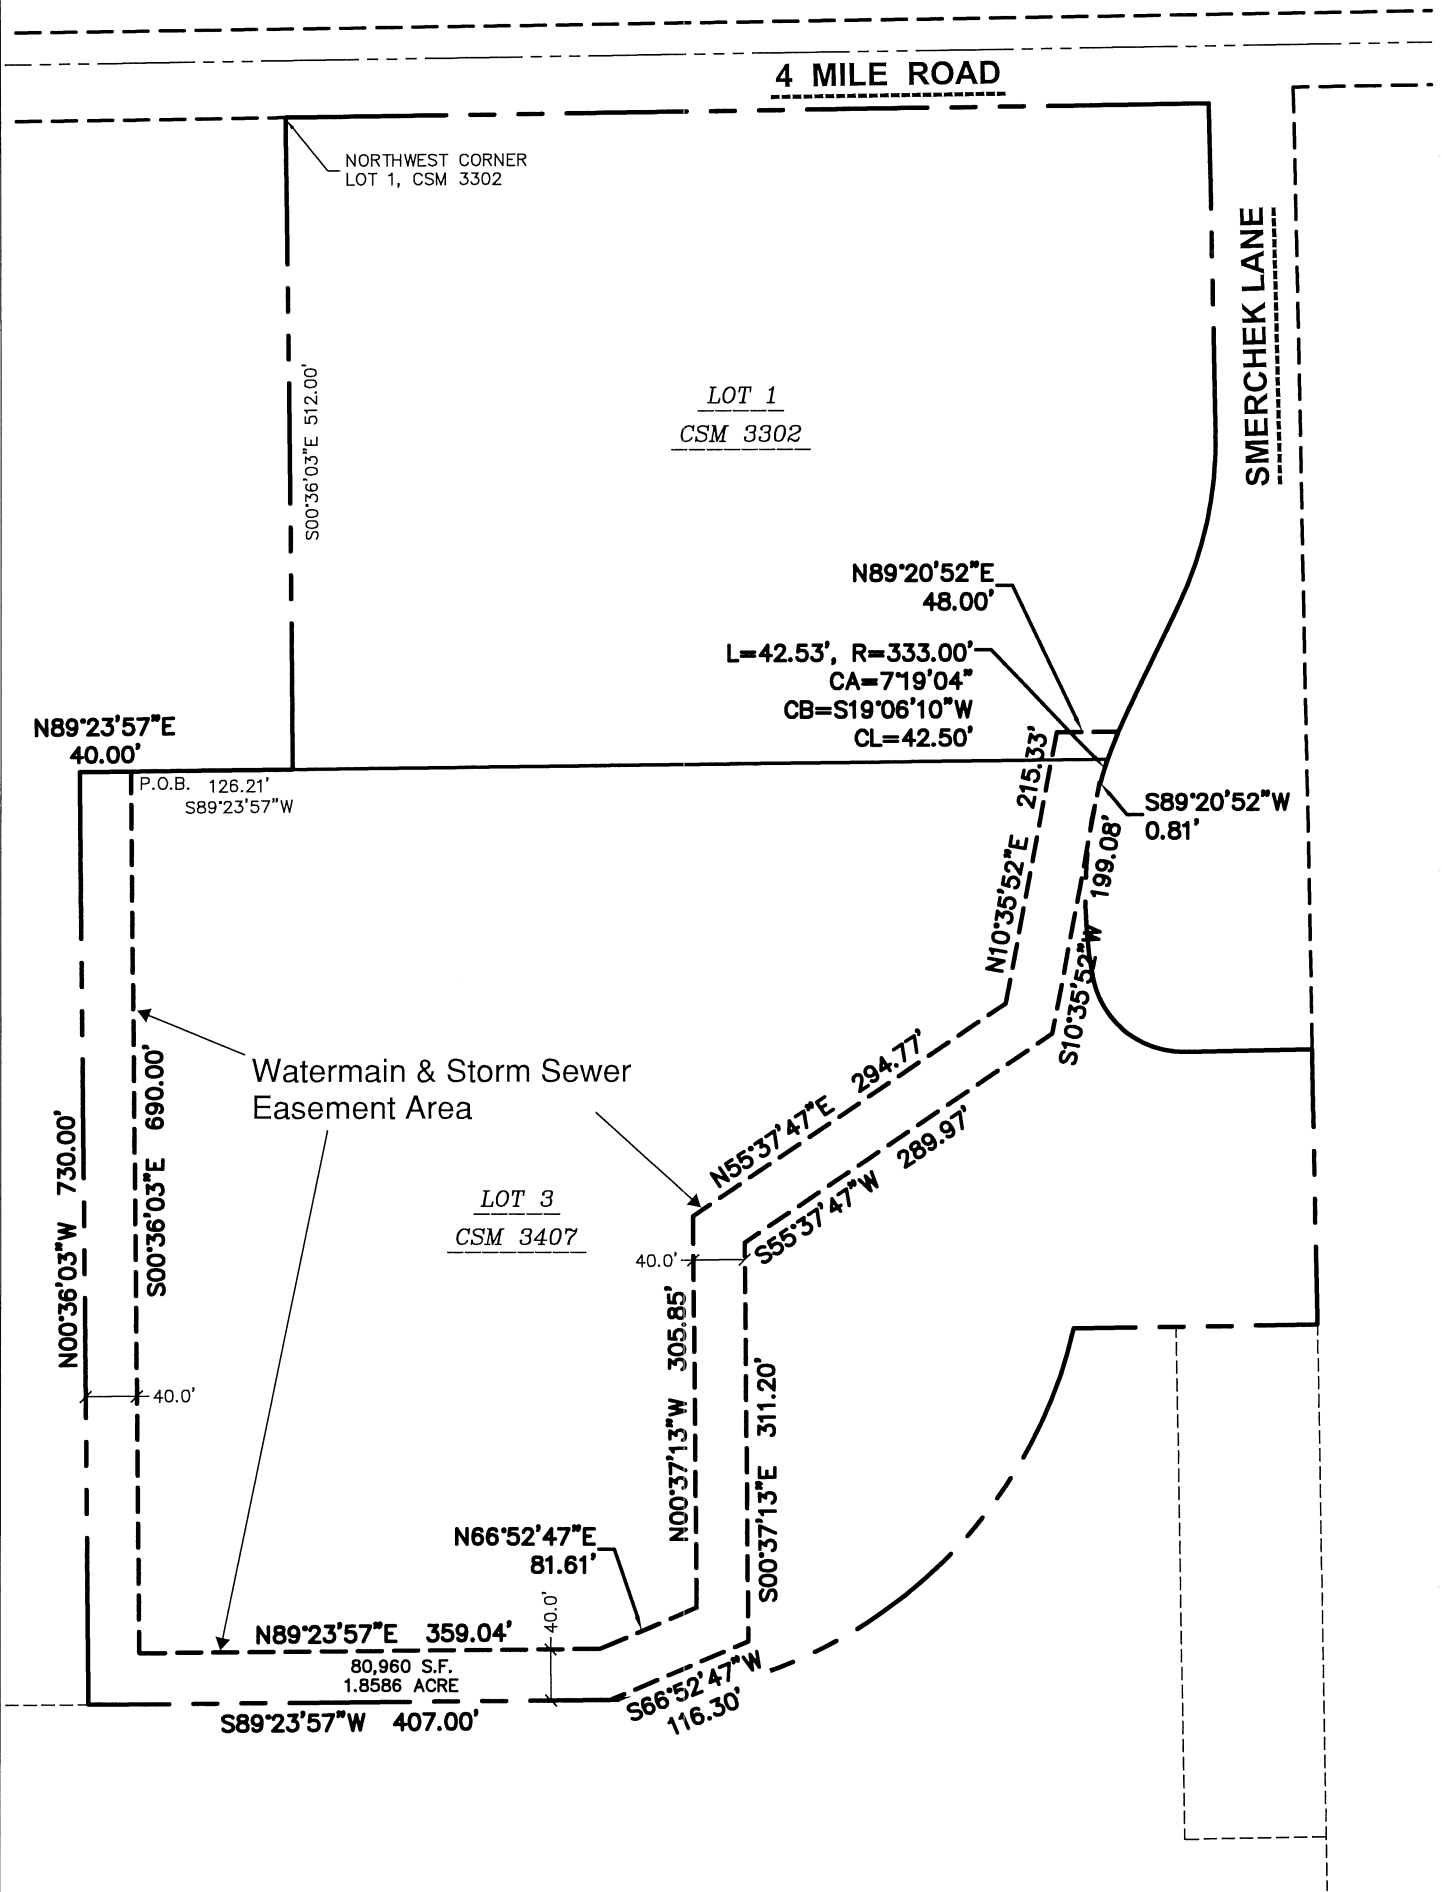 4 MILE ROAD
NORTHWEST CORNER
LOT 1, CSM 3302
SMERCHEK LANE
S00°36'03"E 512.00'
LOT 1
CSM 3302
N89°20'52"E
48.00'
L=42.53', R=333.00'
CA=7°19'04"
CB=S19°06'10"W
CL=42.50'
N89°23'57"E
40.00'
P.O.B. 126.21'
S89°23'57"W
S89°20'52"W
0.81'
N10°35'52"E 215.33'
S10°35'52"W 199.08'
Watermain & Storm Sewer
Easement Area
N55°37'47"E 294.77'
S55°37'47"W 289.97'
N00°36'03"W 730.00'
S00°36'03"E 690.00'
LOT 3
CSM 3407
40.0'
40.0'
N00°37'13"W 305.85'
S00°37'13"E 311.20'
N66°52'47"E
81.61'
40.0'
N89°23'57"E 359.04'
80,960 S.F.
1.8586 ACRE
S89°23'57"W 407.00'
S66°52'47"W
116.30'